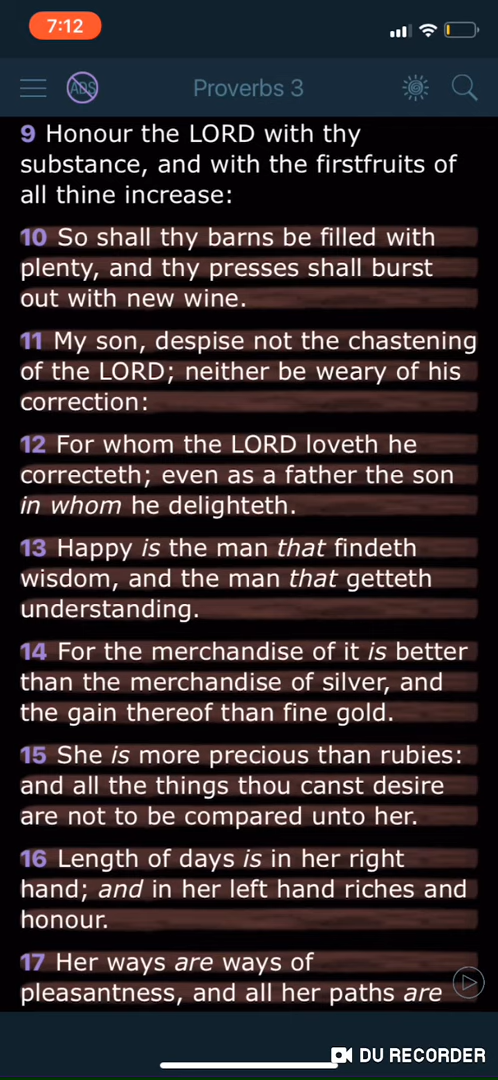 7:12
ADS
Proverbs 3
9 Honour the LORD with thy
substance, and with the firstfruits of
all thine increase:
10 So shall thy barns be filled with
plenty, and thy presses shall burst
out with new wine.
11 My son, despise not the chastening
of the LORD; neither be weary of his
correction:
12 For whom the LORD loveth he
correcteth; even as a father the son
in whom he delighteth.
13 Happy is the man that findeth
wisdom, and the man that getteth
understanding.
14 For the merchandise of it is better
than the merchandise of silver, and
the gain thereof than fine gold.
15 She is more precious than rubies:
and all the things thou canst desire
are not to be compared unto her.
16 Length of days is in her right
hand; and in her left hand riches and
honour.
17 Her ways are ways of
pleasantness, and all her paths are
DU RECORDER